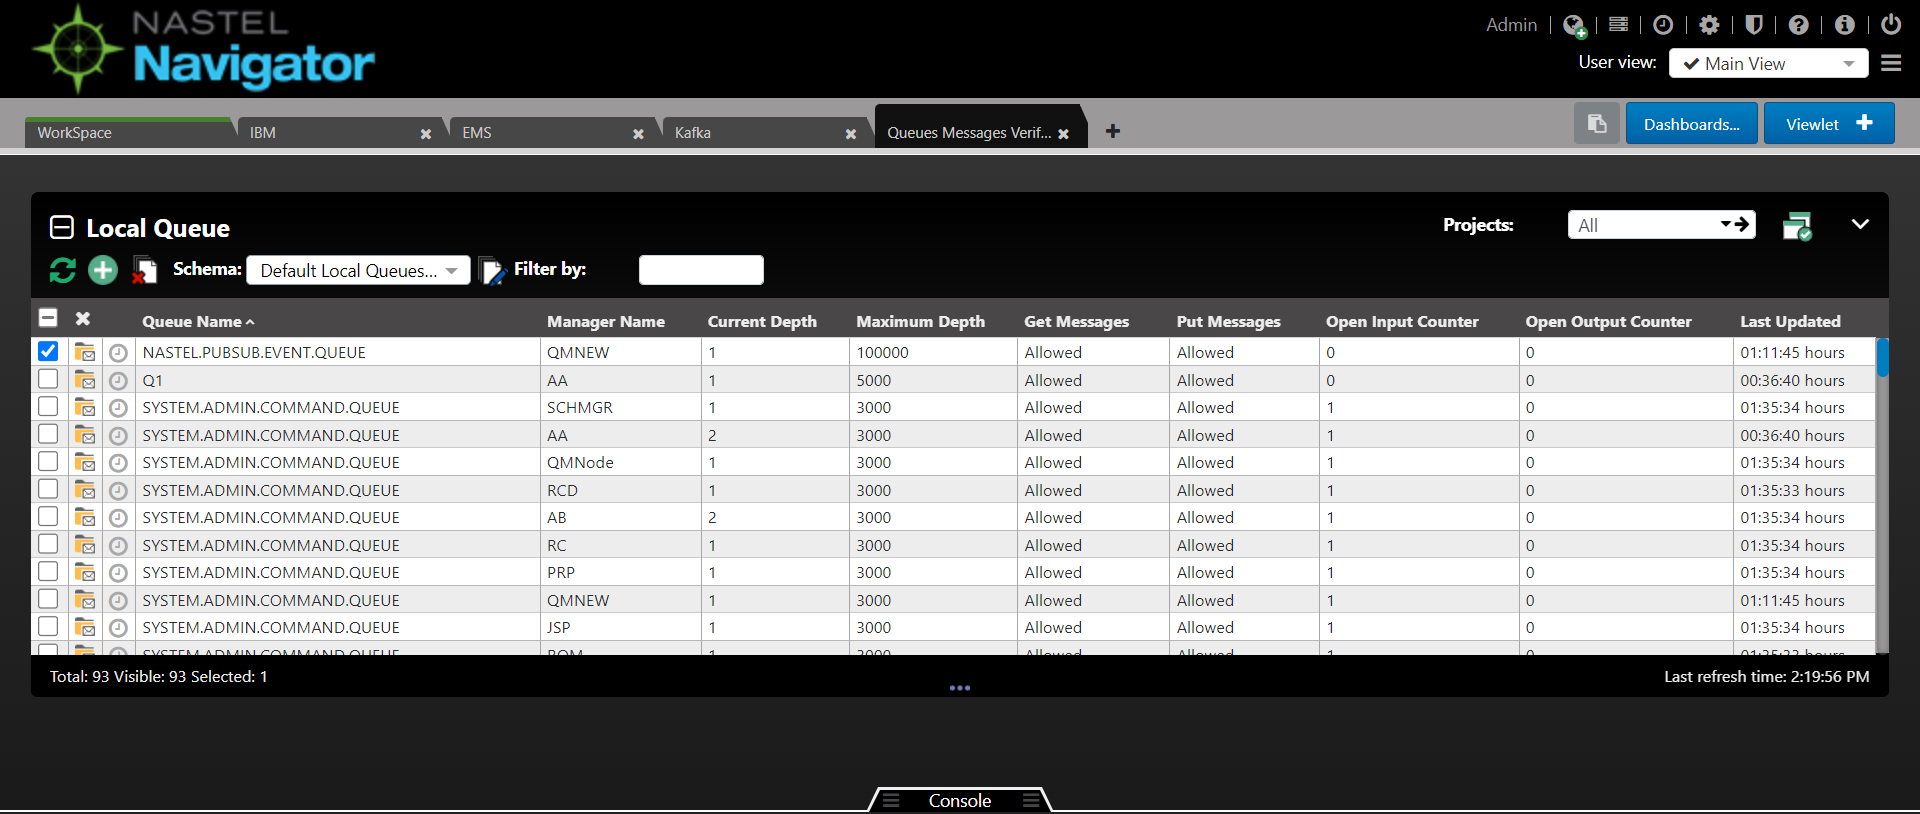 NASTEL
Navigator
Admin
User view: Main View
WorkSpace IBM EMS Kafka Queues Messages Verif... Dashboards... Viewlet
Local Queue Projects: All
Schema: Default Local Queues... Filter by:
Queue Name Manager Name Current Depth Maximum Depth Get Messages Put Messages Open Input Counter Open Output Counter Last Updated
NASTEL.PUBSUB.EVENT.QUEUE QMNEW 1 100000 Allowed Allowed 0 0 01:11:45 hours
Q1 AA 1 5000 Allowed Allowed 0 0 00:36:40 hours
SYSTEM.ADMIN.COMMAND.QUEUE SCHMGR 1 3000 Allowed Allowed 1 0 01:35:34 hours
SYSTEM.ADMIN.COMMAND.QUEUE AA 2 3000 Allowed Allowed 1 0 00:36:40 hours
SYSTEM.ADMIN.COMMAND.QUEUE QMNode 1 3000 Allowed Allowed 1 0 01:35:34 hours
SYSTEM.ADMIN.COMMAND.QUEUE RCD 1 3000 Allowed Allowed 1 0 01:35:33 hours
SYSTEM.ADMIN.COMMAND.QUEUE AB 2 3000 Allowed Allowed 1 0 01:35:34 hours
SYSTEM.ADMIN.COMMAND.QUEUE RC 1 3000 Allowed Allowed 1 0 01:35:34 hours
SYSTEM.ADMIN.COMMAND.QUEUE PRP 1 3000 Allowed Allowed 1 0 01:35:34 hours
SYSTEM.ADMIN.COMMAND.QUEUE QMNEW 1 3000 Allowed Allowed 1 0 01:11:45 hours
SYSTEM.ADMIN.COMMAND.QUEUE JSP 1 3000 Allowed Allowed 1 0 01:35:34 hours
SYSTEM.ADMIN.COMMAND.QUEUE 1 3000 Allowed Allowed 1 0 01:35:33 hours
Total: 93 Visible: 93 Selected: 1 Last refresh time: 2:19:56 PM
Console